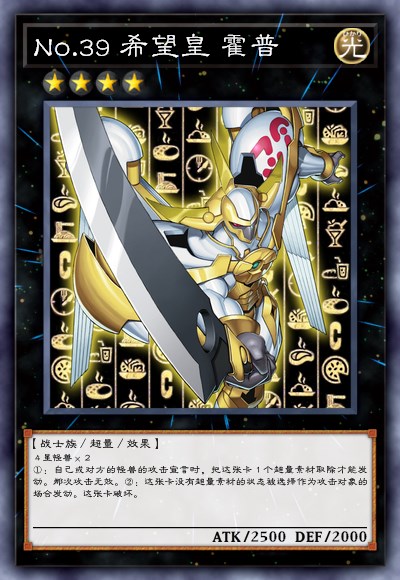 No.39 希望皇 霍普
光
【战士族／超量／效果】
4星怪兽×2
①：自己或对方的怪兽的攻击宣言时，把这张卡1个超量素材取除才能发
动。那次攻击无效。②：这张卡没有超量素材的状态被选择作为攻击对象的
场合发动。这张卡破坏。
ATK/2500 DEF/2000